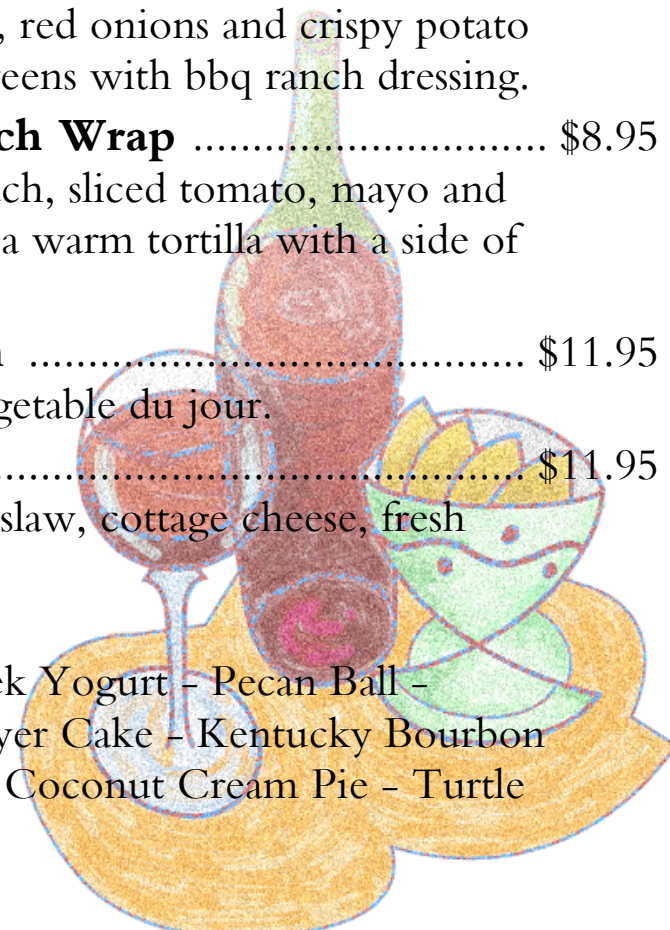 , red onions and crispy potato
eens with bbq ranch dressing.
ch Wrap .................................. $8.95
ch, sliced tomato, mayo and
a warm tortilla with a side of
................................................ $11.95
getable du jour.
................................................... $11.95
slaw, cottage cheese, fresh
ek Yogurt – Pecan Ball –
yer Cake – Kentucky Bourbon
Coconut Cream Pie – Turtle